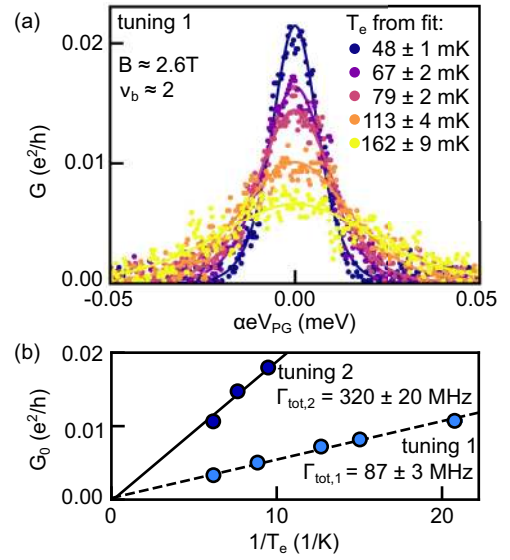 (a)
tuning 1
B ≈ 2.6T
ν_b ≈ 2
T_e from fit:
48 ± 1 mK
67 ± 2 mK
79 ± 2 mK
113 ± 4 mK
162 ± 9 mK
G (e²/h)
0.02
0.01
0.00
-0.05
0.00
0.05
αeV_PG (meV)
(b)
G₀ (e²/h)
0.02
0.01
0.00
tuning 2
Γ_tot,2 = 320 ± 20 MHz
tuning 1
Γ_tot,1 = 87 ± 3 MHz
0
10
20
1/T_e (1/K)